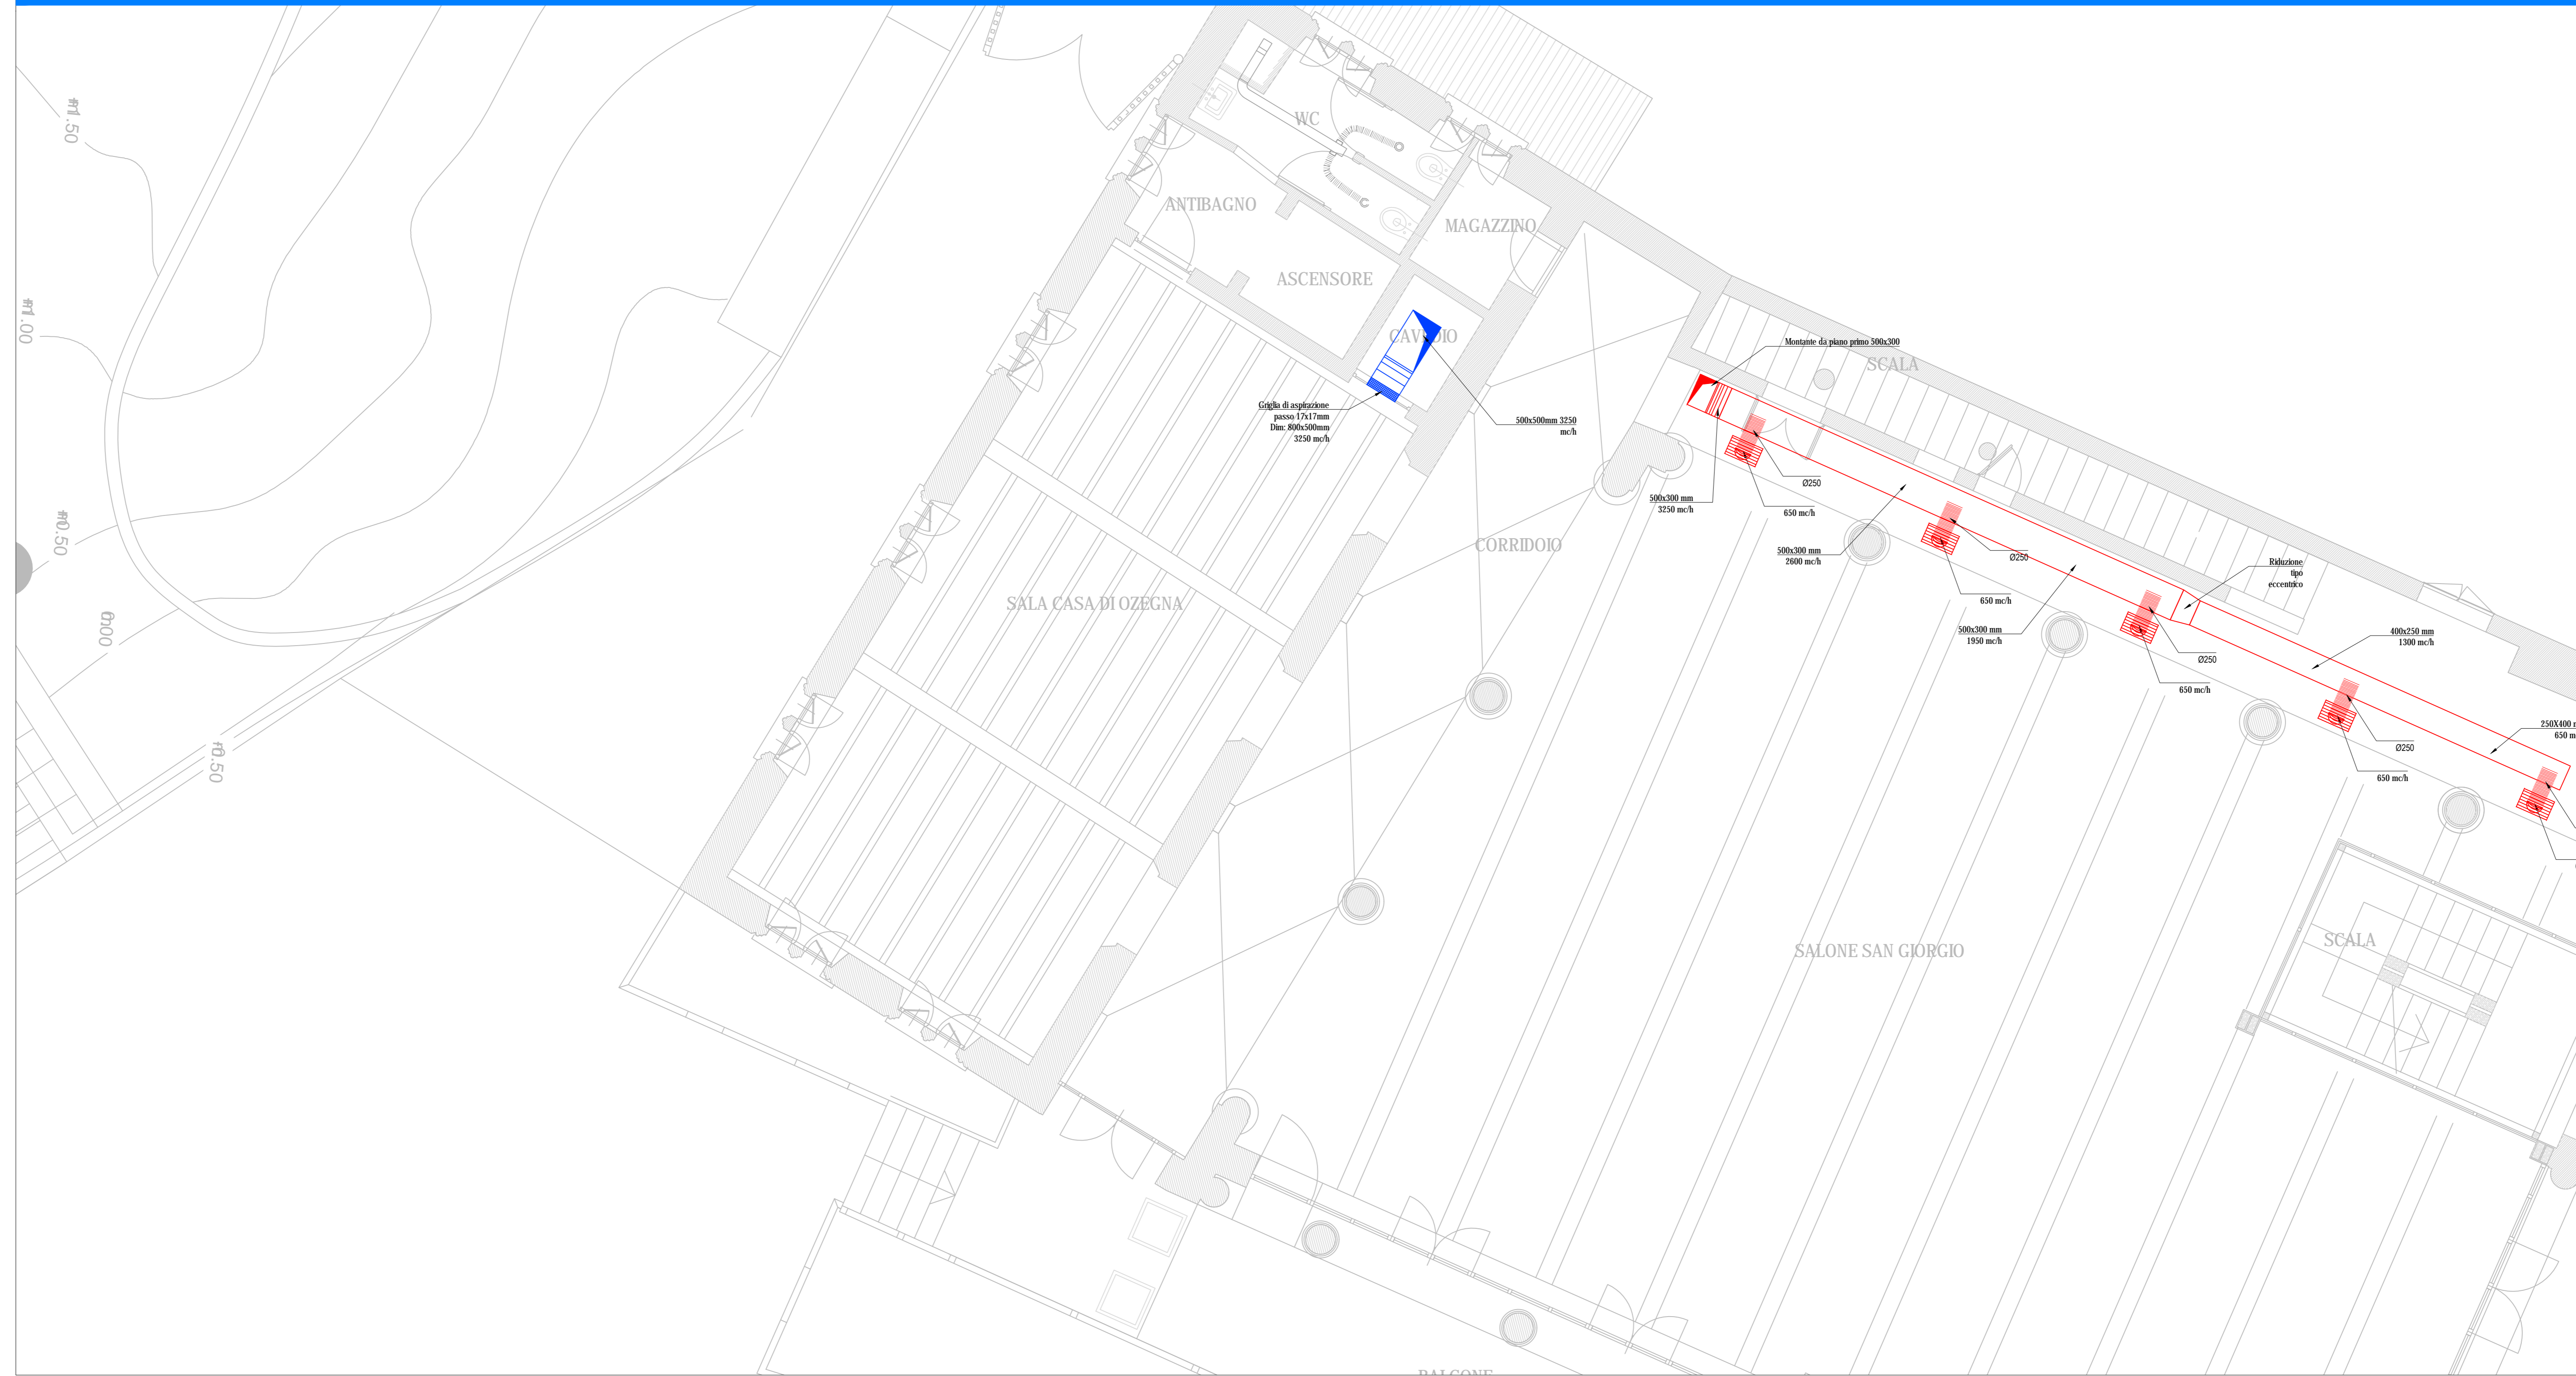 WC
ANTIBAGNO
MAGAZZINO
ASCENSORE
CAVEDIO
Montante da piano primo 500x300
SCALA
Griglia di aspirazione
passo 17x17mm
Dim: 800x500mm
3250 mc/h
500x500mm 3250
mc/h
Ø250
500x300 mm
3250 mc/h
650 mc/h
CORRIDOIO
500x300 mm
2600 mc/h
Ø250
Riduzione
tipo
eccentrico
650 mc/h
SALA CASA DI OZEGNA
500x300 mm
1950 mc/h
400x250 mm
1300 mc/h
Ø250
650 mc/h
250X400
650
Ø250
650 mc/h
SALONE SAN GIORGIO
SCALA
BALCONE